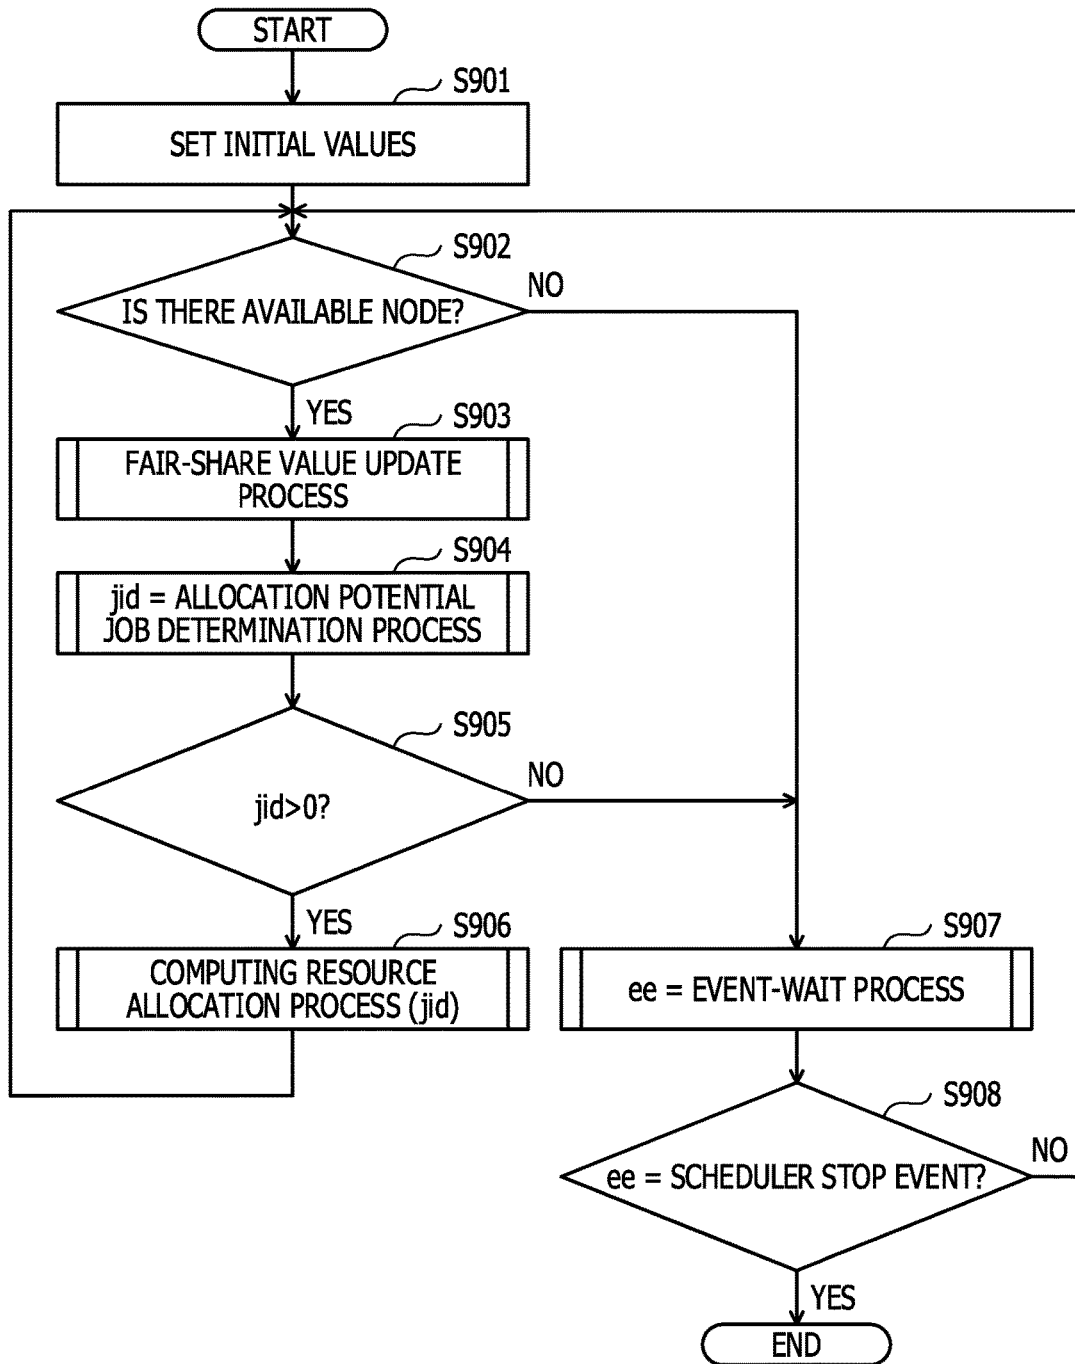 START
S901
SET INITIAL VALUES
S902
IS THERE AVAILABLE NODE?
NO
YES
S903
FAIR-SHARE VALUE UPDATE
PROCESS
S904
jid = ALLOCATION POTENTIAL
JOB DETERMINATION PROCESS
S905
jid>0?
NO
YES
S906
COMPUTING RESOURCE
ALLOCATION PROCESS (jid)
S907
ee = EVENT-WAIT PROCESS
S908
ee = SCHEDULER STOP EVENT?
NO
YES
END